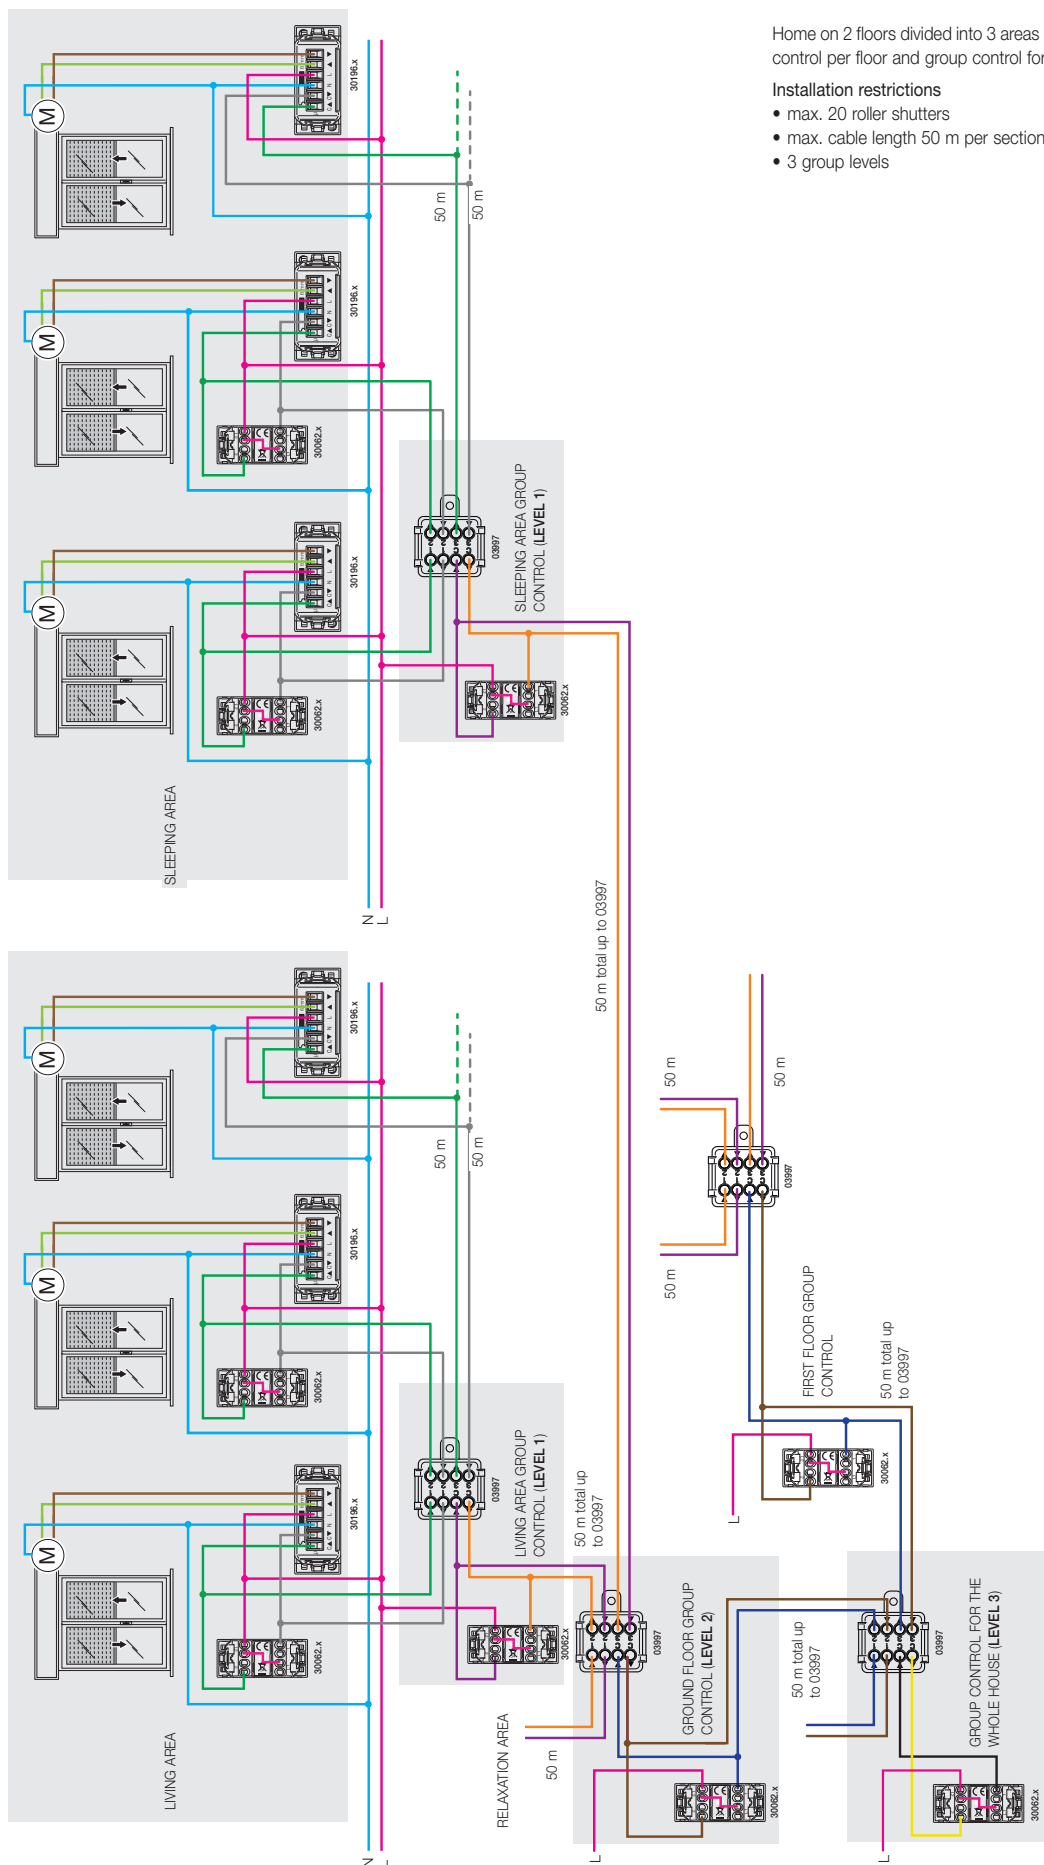 Home on 2 floors divided into 3 areas
control per floor and group control for
Installation restrictions
• max. 20 roller shutters
• max. cable length 50 m per section
• 3 group levels
M
30196.x
C▲ C▼ N L ▲ ▼
50 m
50 m
M
30196.x
C▲ C▼ N L ▲ ▼
30062.x
M
30196.x
C▲ C▼ N L ▲ ▼
30062.x
SLEEPING AREA
N
L
03997
SLEEPING AREA GROUP
CONTROL (LEVEL 1)
30062.x
50 m total up to 03997
M
30196.x
C▲ C▼ N L ▲ ▼
50 m
50 m
M
30196.x
C▲ C▼ N L ▲ ▼
30062.x
M
30196.x
C▲ C▼ N L ▲ ▼
30062.x
LIVING AREA
N
L
03997
LIVING AREA GROUP
CONTROL (LEVEL 1)
30062.x
50 m total up
to 03997
RELAXATION AREA
50 m
03997
GROUND FLOOR GROUP
CONTROL (LEVEL 2)
30062.x
L
50 m
50 m
50 m
03997
FIRST FLOOR GROUP
CONTROL
50 m total up
to 03997
30062.x
L
50 m total up
to 03997
03997
GROUP CONTROL FOR THE
WHOLE HOUSE (LEVEL 3)
30062.x
L